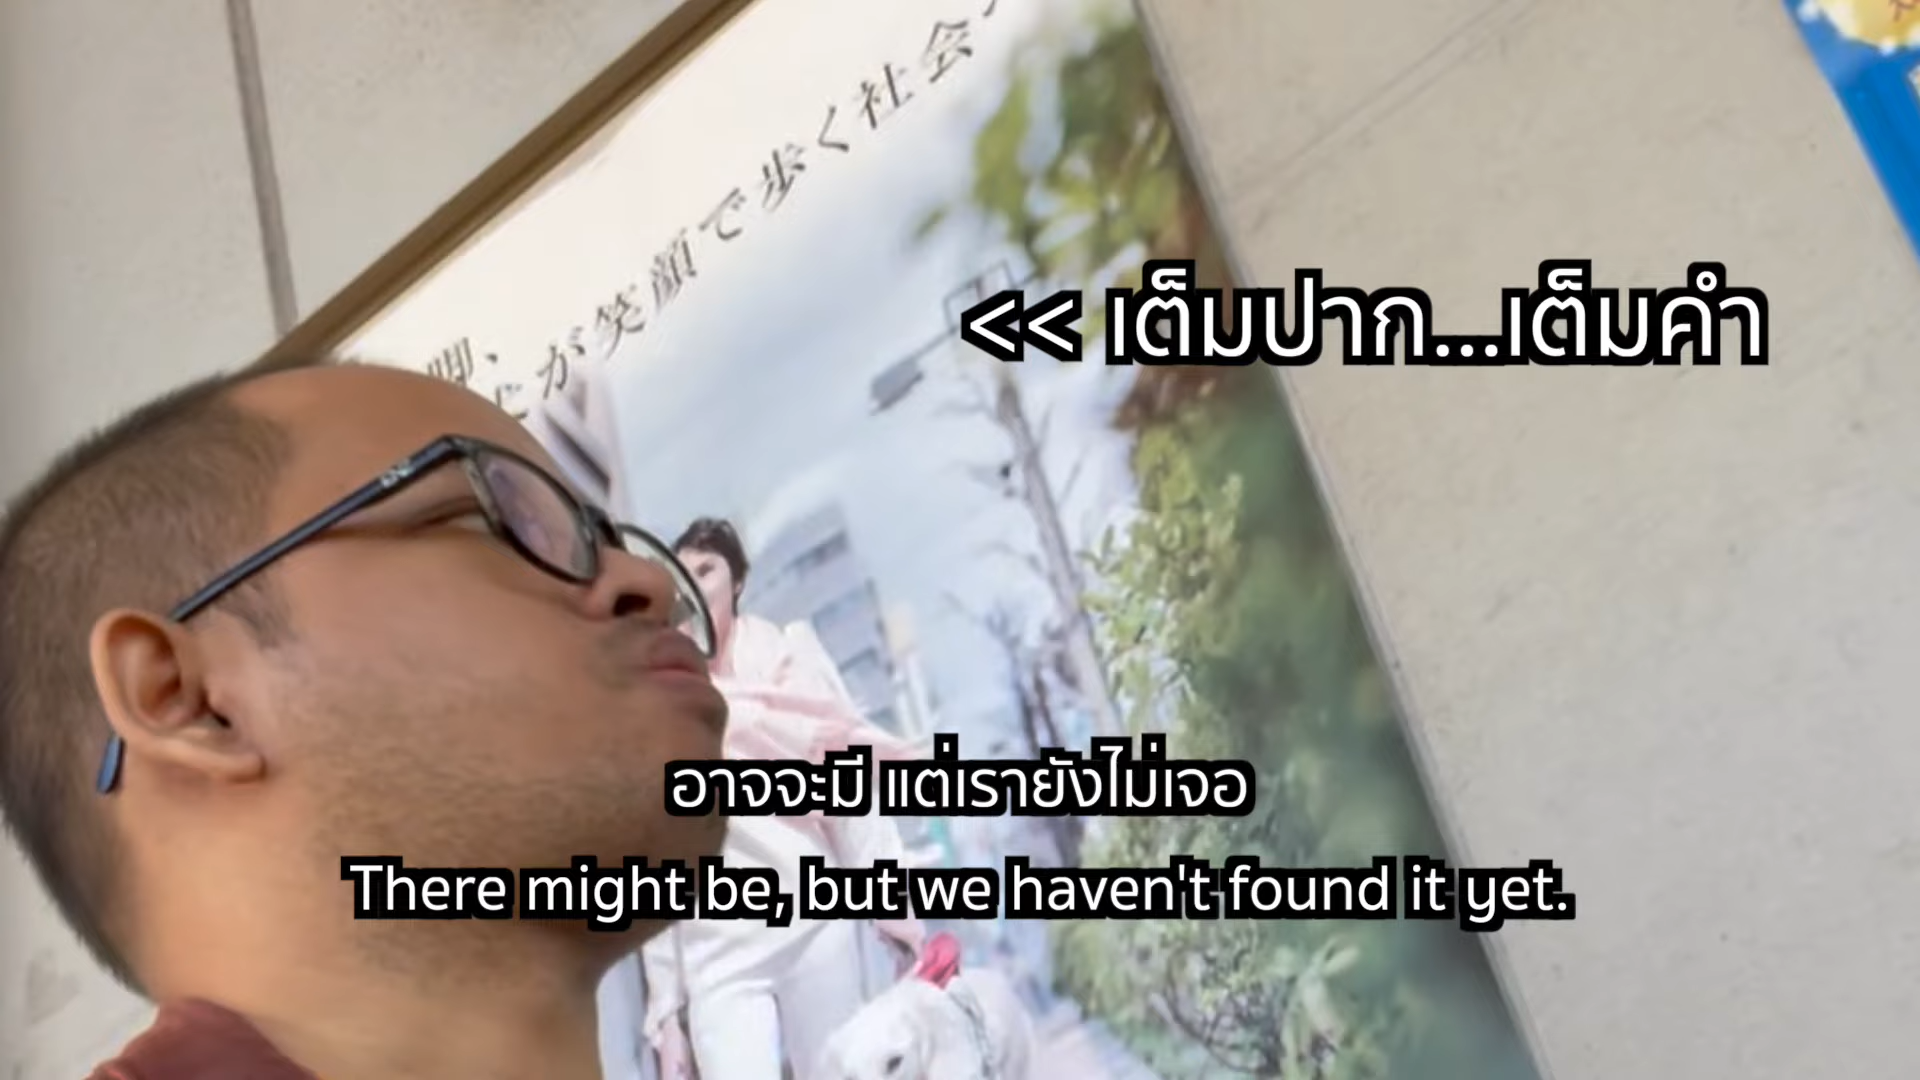 が笑顔で歩く社会
<< เต็มปาก...เต็มคำ
อาจจะมี แต่เรายังไม่เจอ
There might be, but we haven't found it yet.